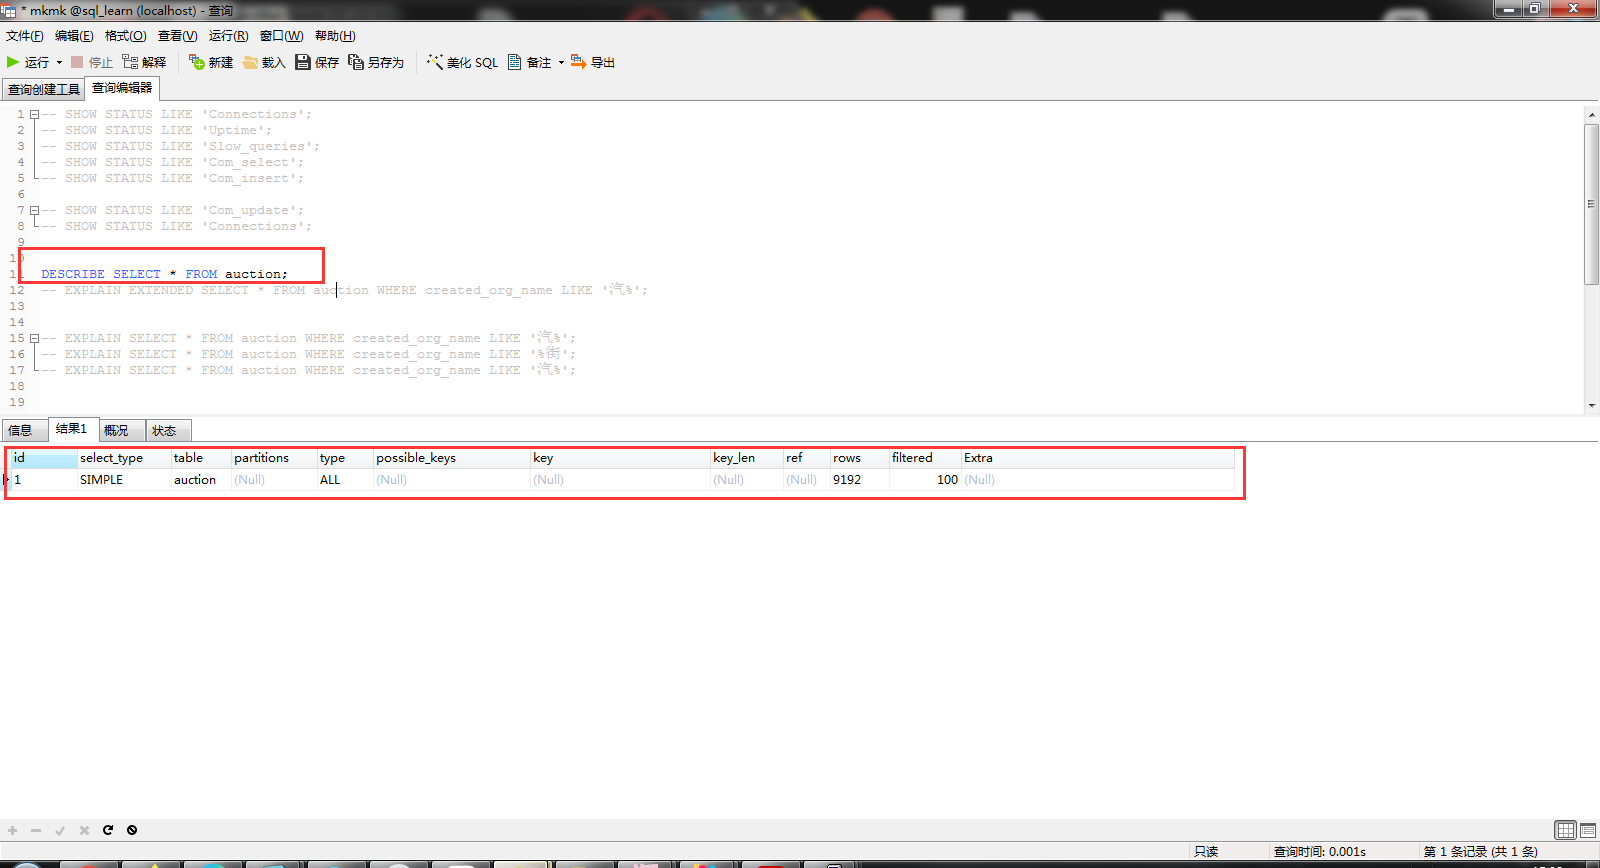 * mkmk @sql_learn (localhost) - 查询
文件(F) 编辑(E) 格式(O) 查看(V) 运行(R) 窗口(W) 帮助(H)
运行 停止 解释 新建 载入 保存 另存为 美化 SQL 备注 导出
查询创建工具 查询编辑器
1 -- SHOW STATUS LIKE 'Connections';
2 -- SHOW STATUS LIKE 'Uptime';
3 -- SHOW STATUS LIKE 'Slow_queries';
4 -- SHOW STATUS LIKE 'Com_select';
5 -- SHOW STATUS LIKE 'Com_insert';
6
7 -- SHOW STATUS LIKE 'Com_update';
8 -- SHOW STATUS LIKE 'Connections';
9
10
11 DESCRIBE SELECT * FROM auction;
12 -- EXPLAIN EXTENDED SELECT * FROM auction WHERE created_org_name LIKE '汽%';
13
14
15 -- EXPLAIN SELECT * FROM auction WHERE created_org_name LIKE '汽%';
16 -- EXPLAIN SELECT * FROM auction WHERE created_org_name LIKE '%街';
17 -- EXPLAIN SELECT * FROM auction WHERE created_org_name LIKE '汽%';
18
19
信息 结果1 概况 状态
id select_type table partitions type possible_keys key key_len ref rows filtered Extra
1 SIMPLE auction (Null) ALL (Null) (Null) (Null) (Null) 9192 100 (Null)
只读 查询时间: 0.001s 第 1 条记录 (共 1 条)